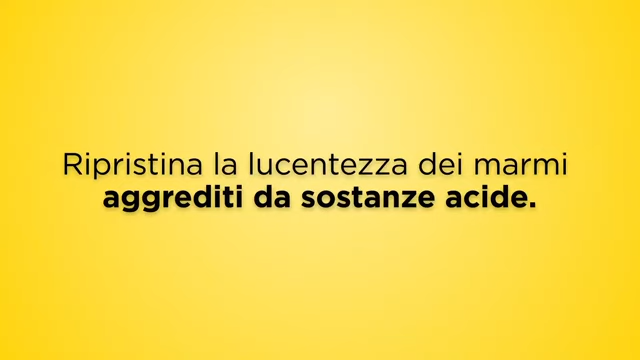 Ripristina la lucentezza dei marmi
aggrediti da sostanze acide.